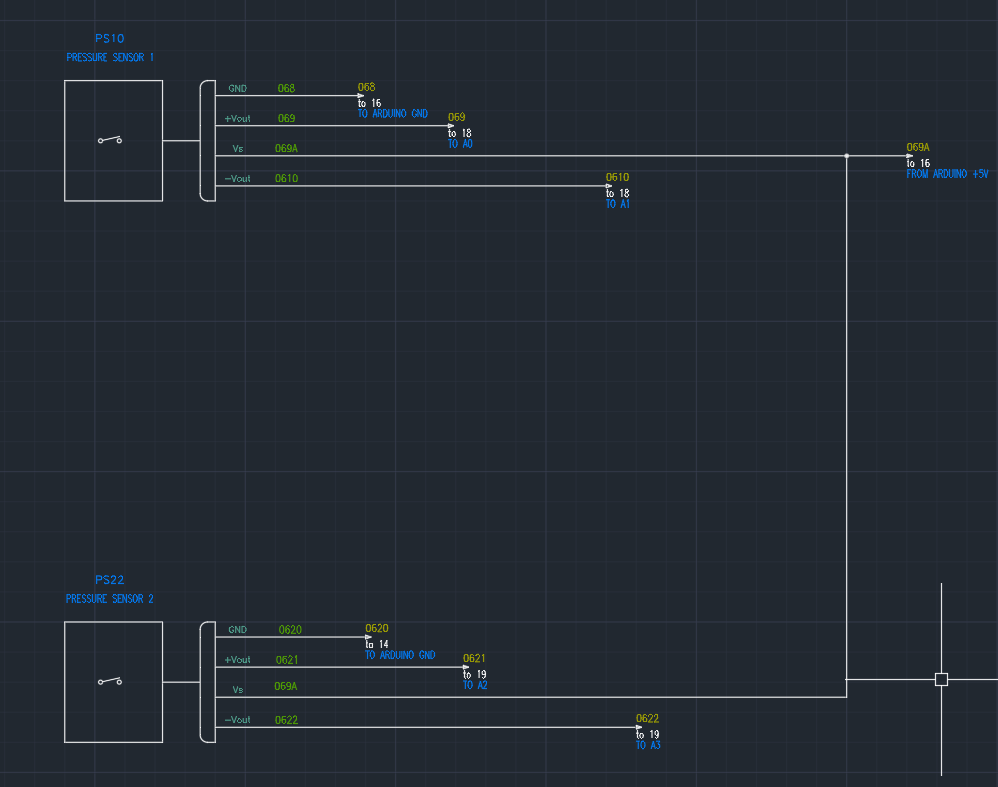 PS10
PRESSURE SENSOR 1
GND 068 068
to 16
TO ARDUINO GND
+Vout 069 069
to 18
TO A0
Vs 069A 069A
to 16
FROM ARDUINO +5V
-Vout 0610 0610
to 18
TO A1
PS22
PRESSURE SENSOR 2
GND 0620 0620
to 14
TO ARDUINO GND
+Vout 0621 0621
to 19
TO A2
Vs 069A
-Vout 0622 0622
to 19
TO A3